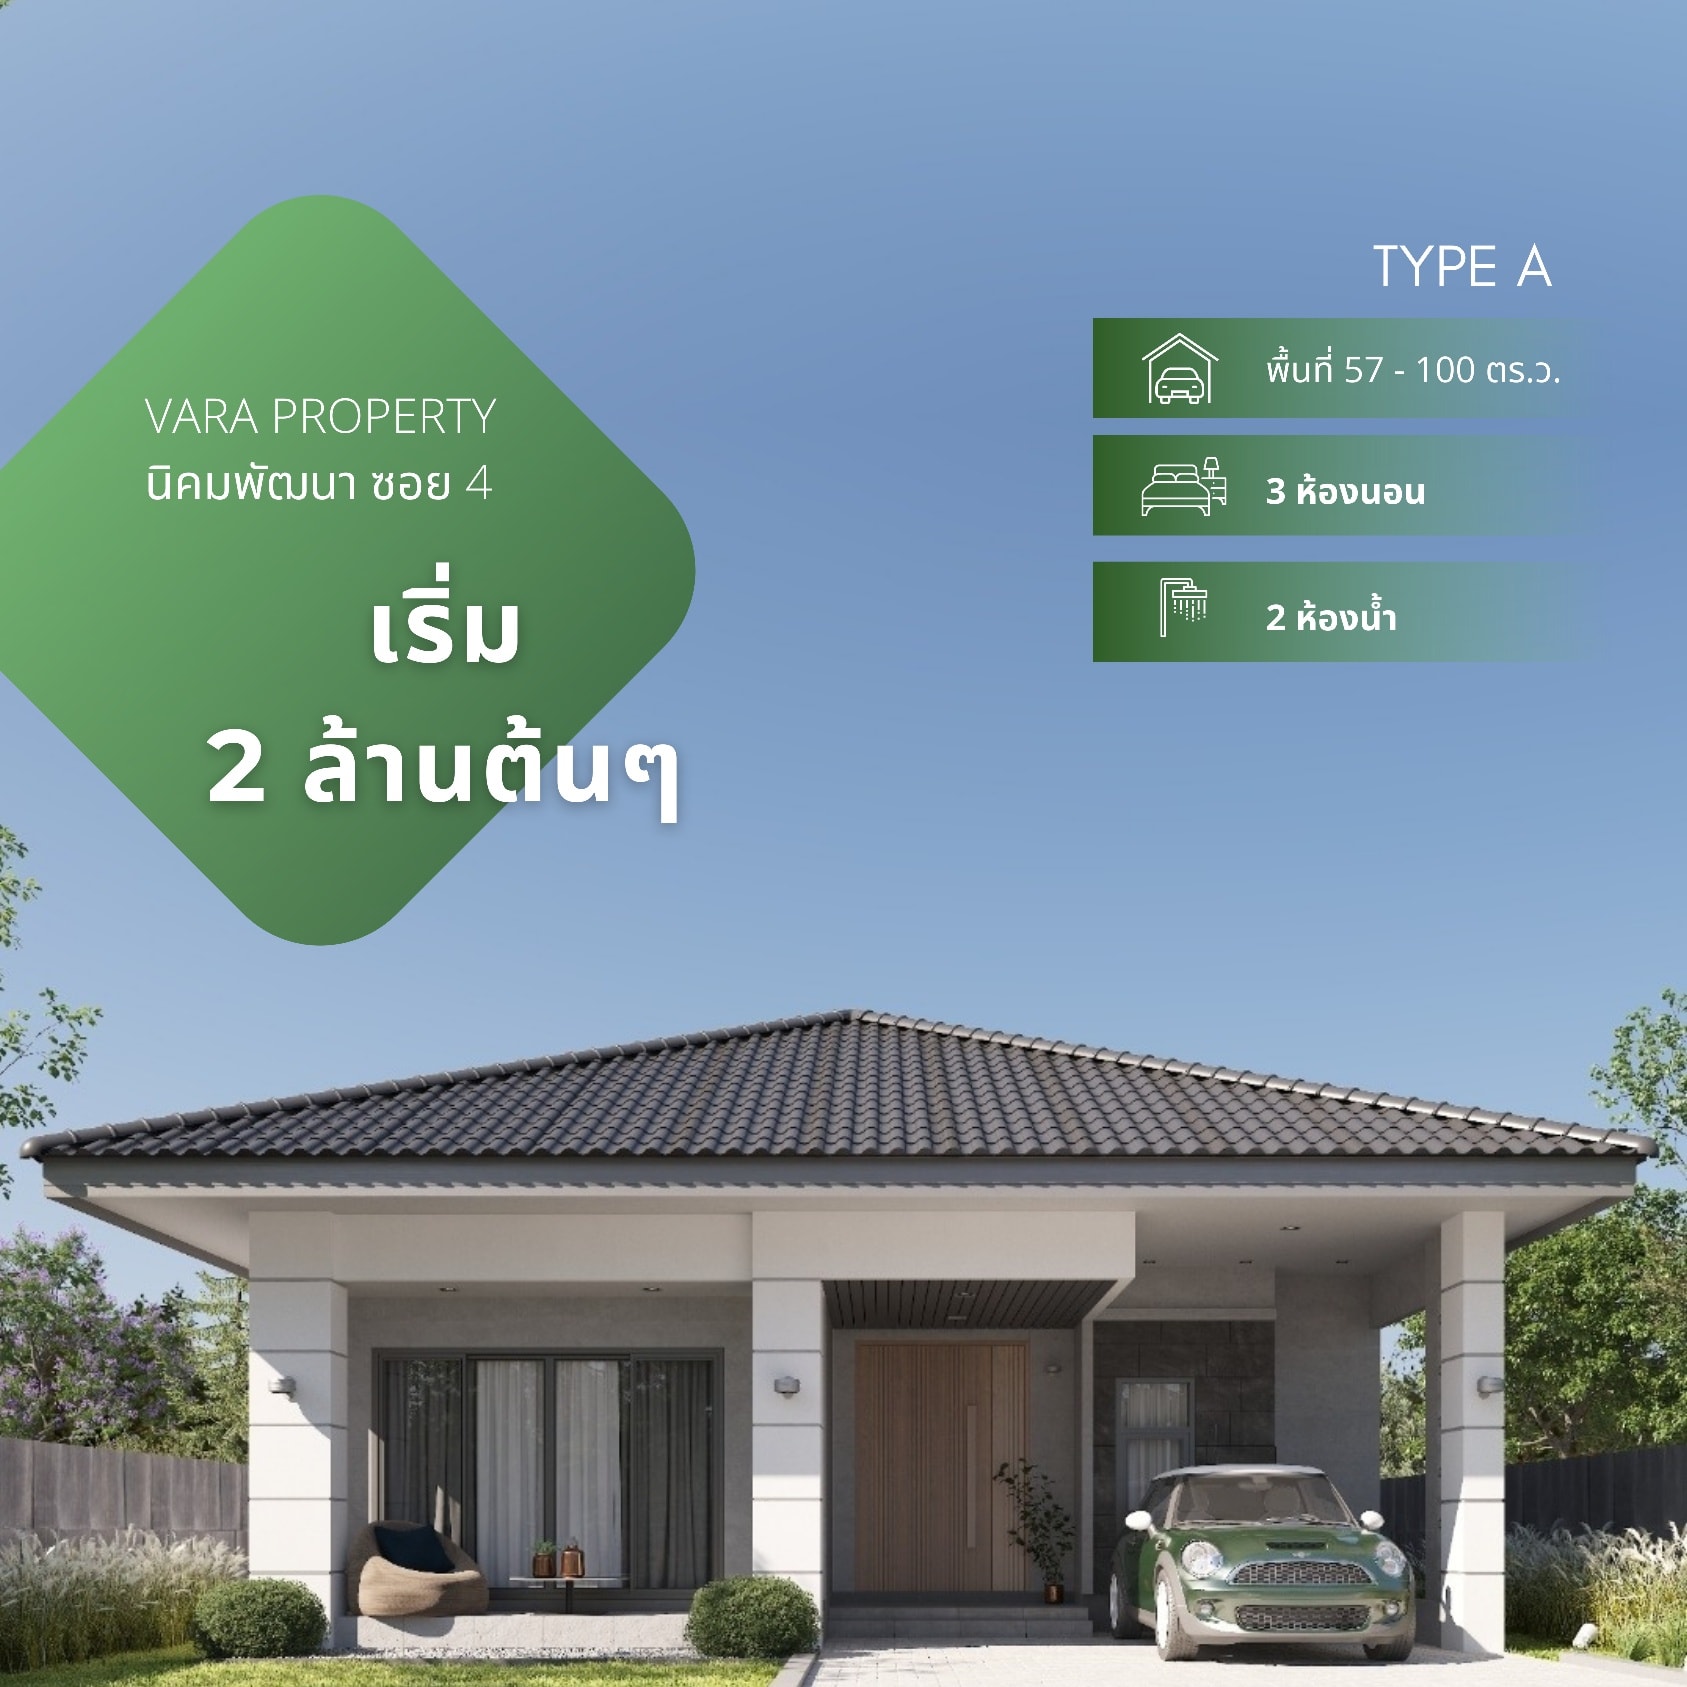 VARA PROPERTY
นิคมพัฒนา ซอย 4
เริ่ม
2 ล้านต้นๆ
TYPE A
พื้นที่ 57 - 100 ตร.ว.
3 ห้องนอน
2 ห้องน้ำ